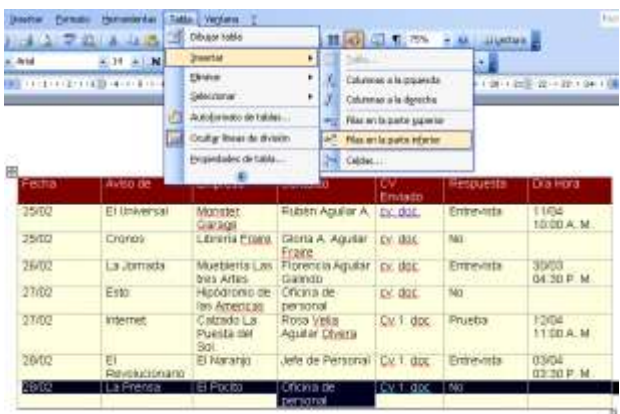 Insertar Formato Herramientas Tabla Ventana ?
Arial 14 N
75% Lectura
Dibujar tabla
Insertar
Eliminar
Seleccionar
Autoformato de tablas...
Ocultar líneas de división
Propiedades de tabla...
Tabla...
Columnas a la izquierda
Columnas a la derecha
Filas en la parte superior
Filas en la parte inferior
Celdas...
Fecha Aviso de CV Enviado Respuesta Día Hora
25/02 El Universal Monster Garage Rubén Aguilar A. cv. doc. Entrevista 11/04 10:00 A. M.
25/02 Cronos Librería Fraire Gloria A. Aguilar Fraire cv. doc No
26/02 La Jornada Mueblería Las tres Artes Florencia Aguilar Galindo cv. doc Entrevista 30/03 04:30 P. M.
27/02 Esto Hipódromo de las Americas Oficina de personal cv. doc No
27/02 Internet Calzado La Puesta del Sol. Rosa Velia Aguilar Olvera Cv 1 doc Prueba 11:00 A. M
28/02 El Revolucionario El Naranjo Jefe de Personal Cv 1 doc Entrevista 03/04 03:30 P. M.
28/02 La Prensa El Pocito Oficina de personal Cv 1 doc No